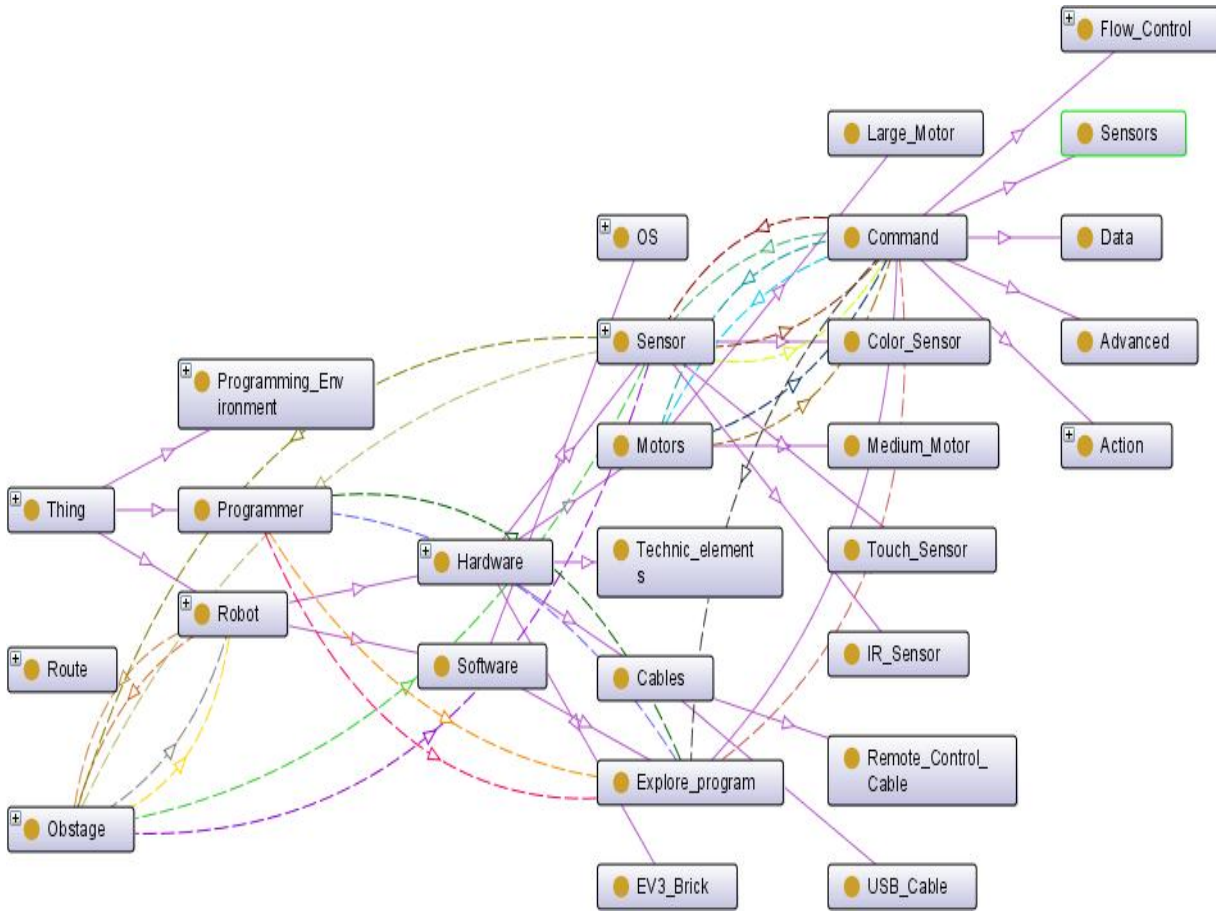 Flow_Control
Large_Motor
Sensors
OS
Command
Data
Sensor
Color_Sensor
Advanced
Programming_Env
ironment
Motors
Medium_Motor
Action
Thing
Programmer
Hardware
Technic_element
s
Touch_Sensor
Robot
Route
Software
Cables
IR_Sensor
Explore_program
Remote_Control_
Cable
Obstage
EV3_Brick
USB_Cable